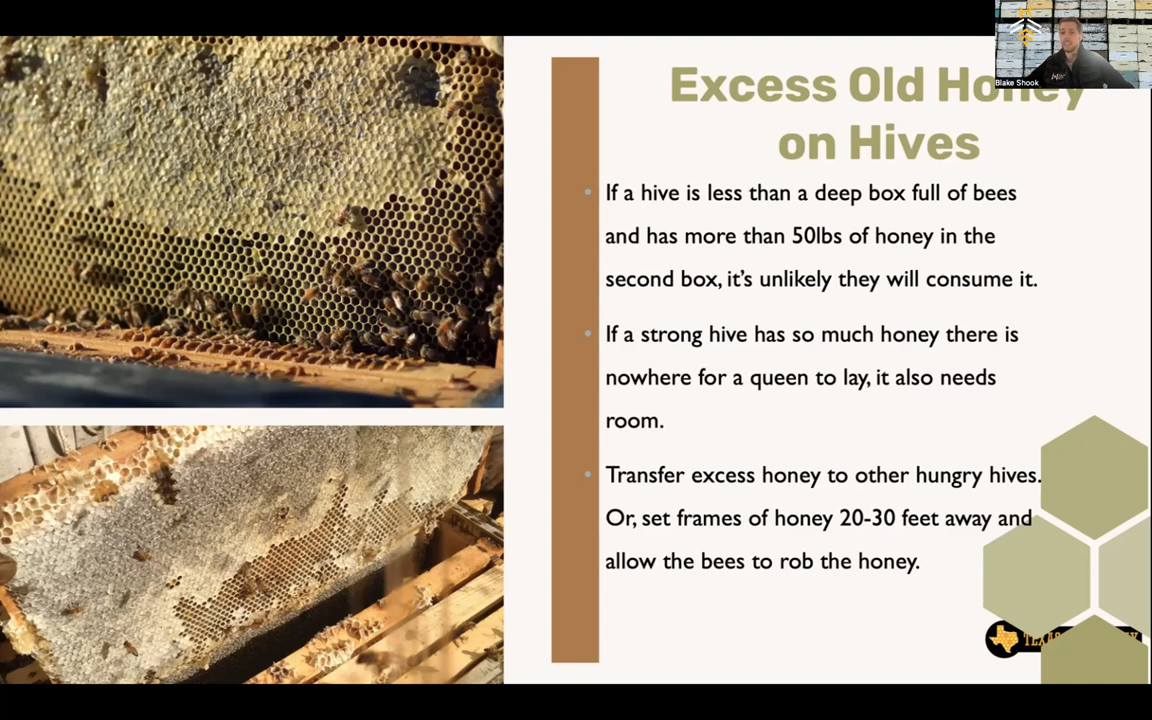 Blake Shook
Excess Old Honey
on Hives
If a hive is less than a deep box full of bees
and has more than 50lbs of honey in the
second box, it's unlikely they will consume it.
If a strong hive has so much honey there is
nowhere for a queen to lay, it also needs
room.
Transfer excess honey to other hungry hives.
Or, set frames of honey 20-30 feet away and
allow the bees to rob the honey.